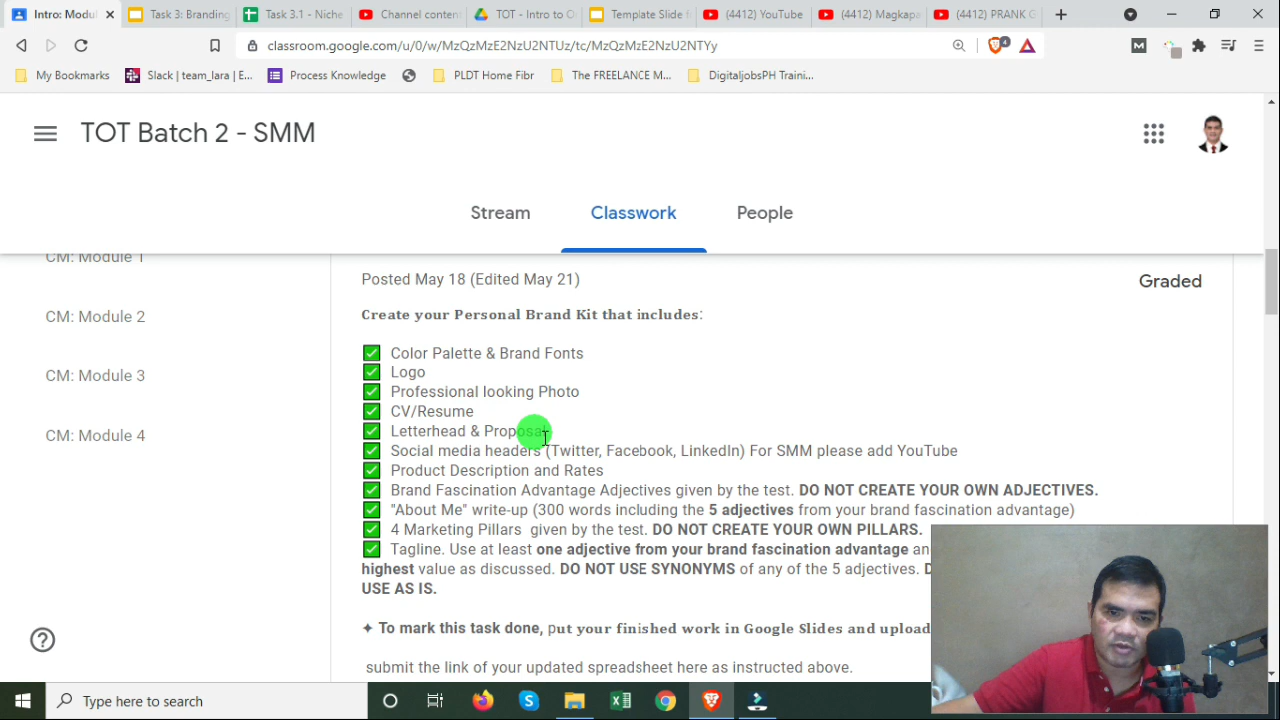 Intro: Modul
Task 3: Branding
Task 3.1 - Niche
Channel conten
TOT - Intro to O
Template Slide f
(4412) YouTube
(4412) Magkapa
(4412) PRANK G
classroom.google.com/u/0/w/MzQzMzE2NzU2NTUz/tc/MzQzMzE2NzU2NTYy
4
M
My Bookmarks
Slack | team_lara | E...
Process Knowledge
PLDT Home Fibr
The FREELANCE M...
DigitaljobsPH Traini...
TOT Batch 2 - SMM
Stream
Classwork
People
CM: Module 1
CM: Module 2
CM: Module 3
CM: Module 4
Posted May 18 (Edited May 21)
Graded
Create your Personal Brand Kit that includes:
Color Palette & Brand Fonts
Logo
Professional looking Photo
CV/Resume
Letterhead & Proposal
Social media headers (Twitter, Facebook, LinkedIn) For SMM please add YouTube
Product Description and Rates
Brand Fascination Advantage Adjectives given by the test. DO NOT CREATE YOUR OWN ADJECTIVES.
"About Me" write-up (300 words including the 5 adjectives from your brand fascination advantage)
4 Marketing Pillars given by the test. DO NOT CREATE YOUR OWN PILLARS.
Tagline. Use at least one adjective from your brand fascination advantage an
highest value as discussed. DO NOT USE SYNONYMS of any of the 5 adjectives.
USE AS IS.
✦ To mark this task done, put your finished work in Google Slides and upload
submit the link of your updated spreadsheet here as instructed above.
Type here to search